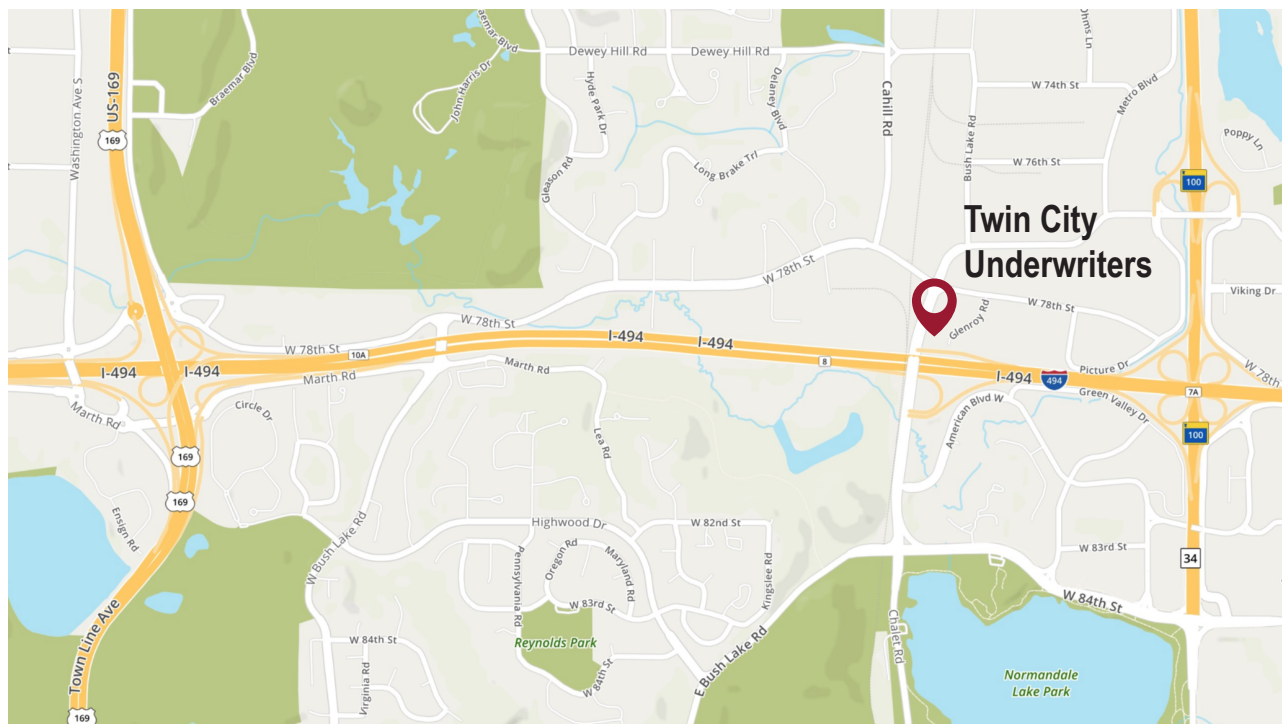 Washington Ave S
US-169
169
Braemar Blvd
Braemar Blvd
John Harris Dr
Dewey Hill Rd
Dewey Hill Rd
Hyde Park Dr
Delaney Blvd
Gleason Rd
Long Brake Trl
Cahill Rd
Ohms Ln
W 74th St
Metro Blvd
Bush Lake Rd
W 76th St
Poppy Ln
100
Twin City
Underwriters
W 78th St
W 78th St
Viking Dr
Glenroy Rd
W 78th St
W 78th St
10A
I-494
I-494
8
I-494
I-494
I-494
494
Picture Dr
W 78th St
7A
Marth Rd
Marth Rd
Marth Rd
Circle Dr
Green Valley Dr
American Blvd W
100
169
169
Lea Rd
Ensign Rd
W Bush Lake Rd
Highwood Dr
W 82nd St
Pennsylvania Rd
Oregon Rd
Maryland Rd
Kingslee Rd
W 83rd St
34
Town Line Ave
W 83rd St
W 84th St
W 84th St
Reynolds Park
Virginia Rd
W 84th St
E Bush Lake Rd
Chalet Rd
Normandale
Lake Park
169